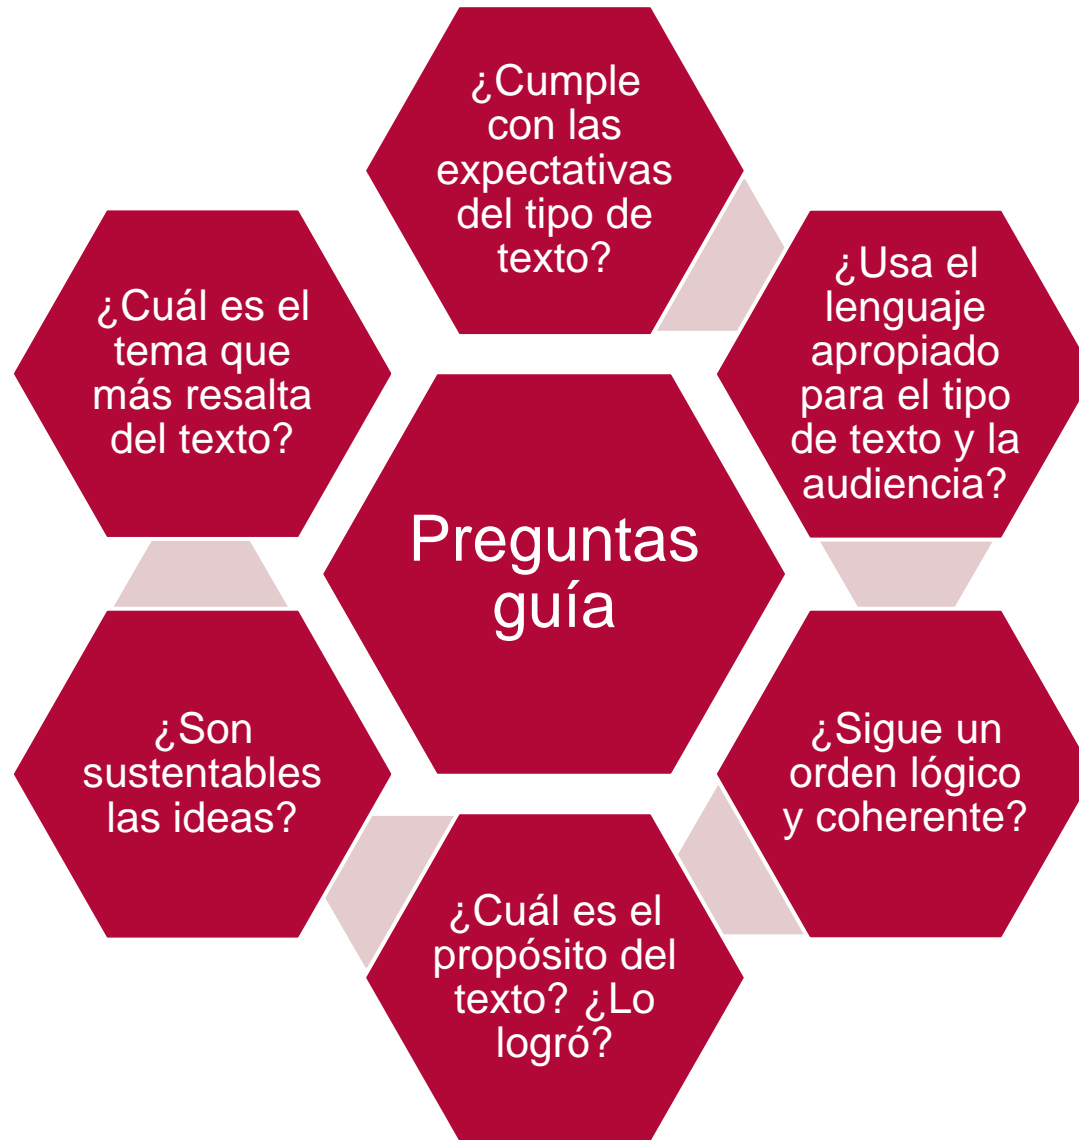 ¿Cumple
con las
expectativas
del tipo de
texto?
¿Usa el
lenguaje
apropiado
para el tipo
de texto y la
audiencia?
¿Sigue un
orden lógico
y coherente?
¿Cuál es el
propósito del
texto? ¿Lo
logró?
¿Son
sustentables
las ideas?
¿Cuál es el
tema que
más resalta
del texto?
Preguntas
guía